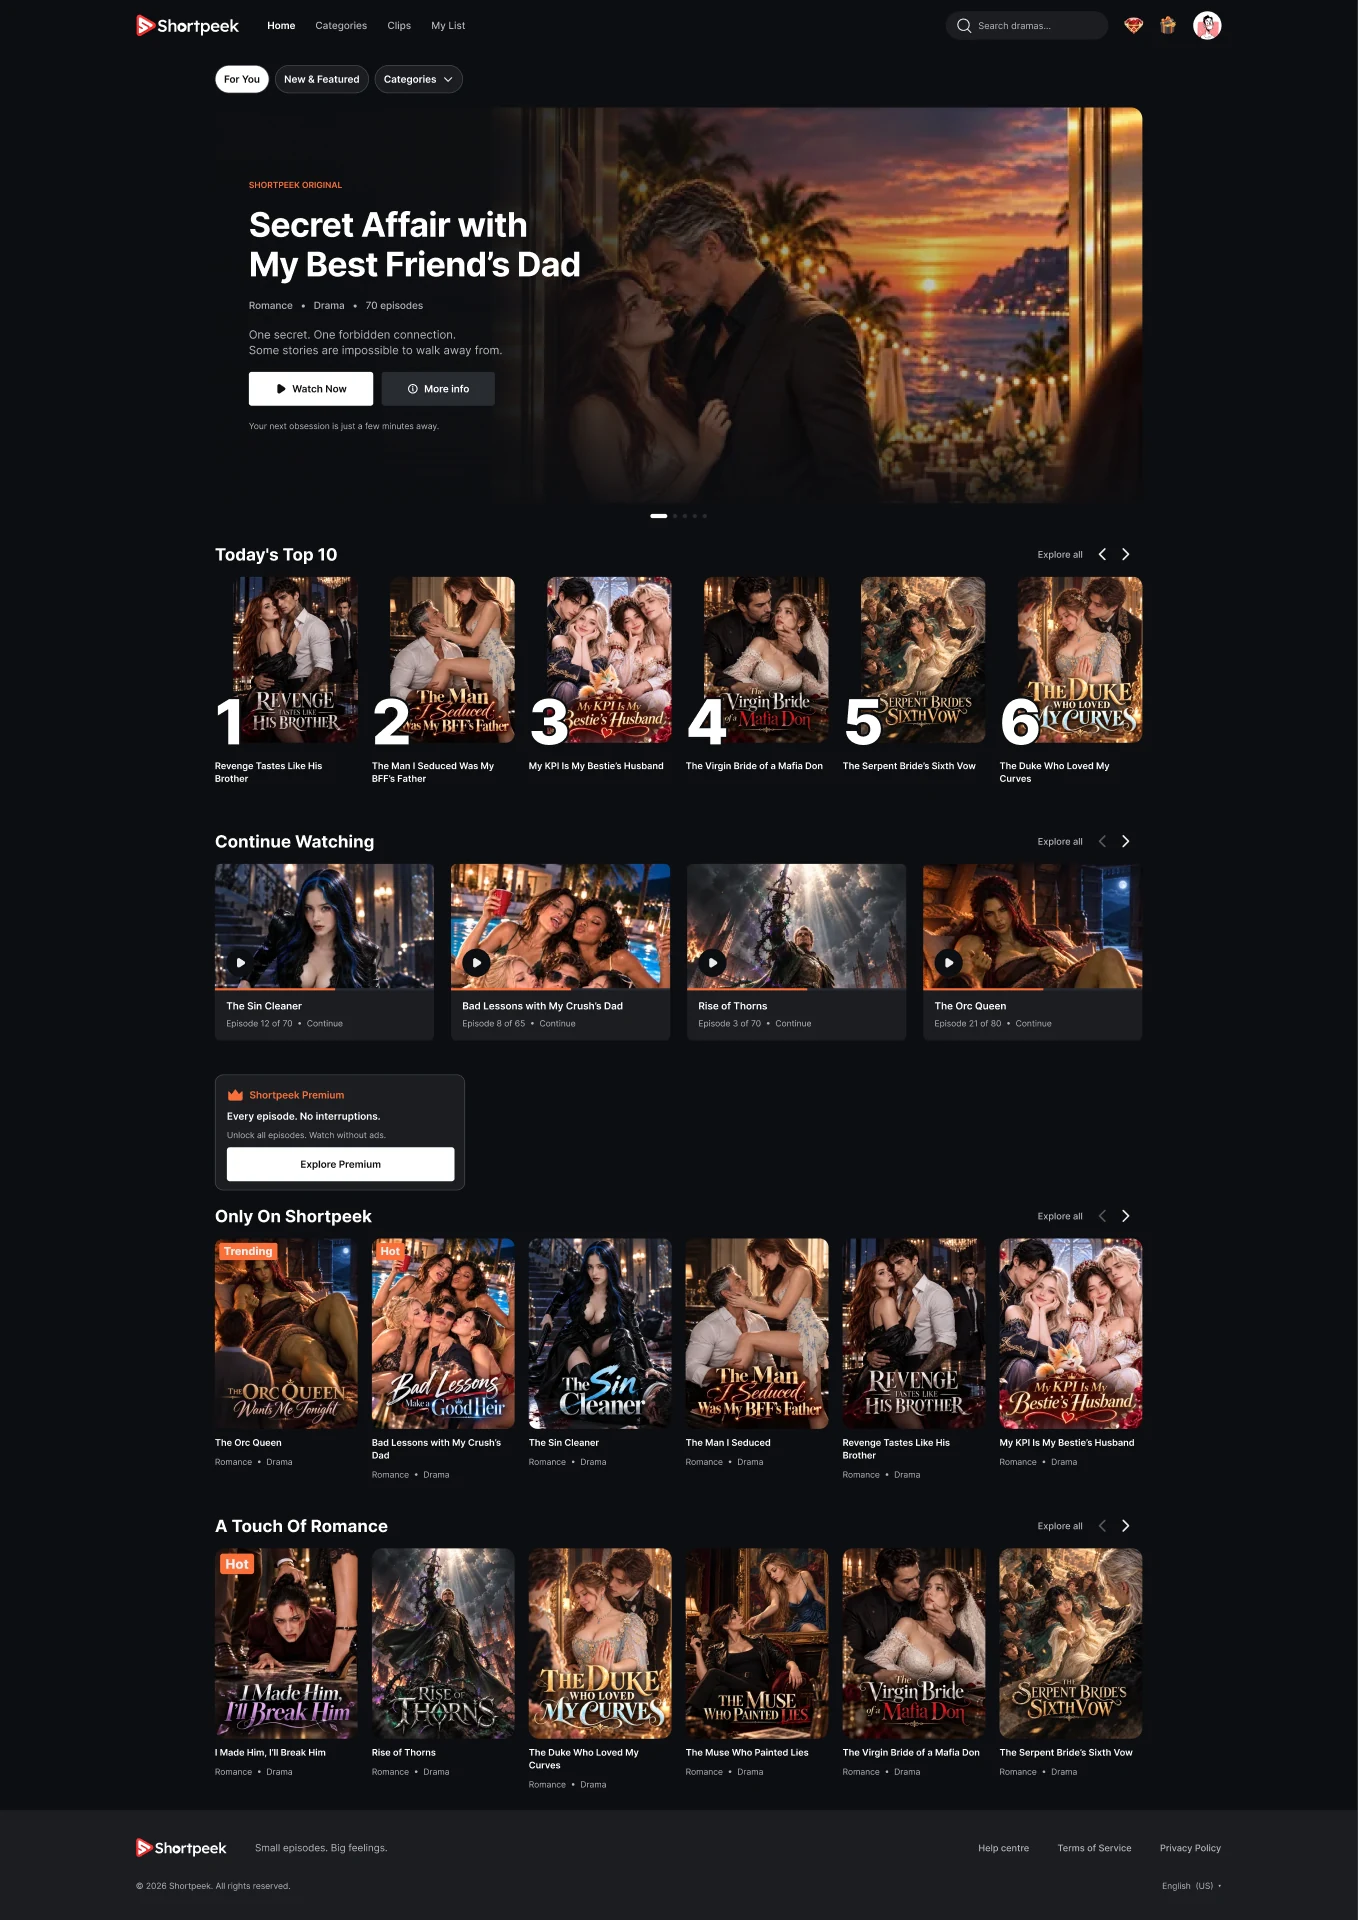 Shortpeek
Home
Categories
Clips
My List
Search dramas...
For You
New & Featured
Categories
SHORTPEEK ORIGINAL
Secret Affair with
My Best Friend's Dad
Romance • Drama • 70 episodes
One secret. One forbidden connection.
Some stories are impossible to walk away from.
Watch Now
More info
Your next obsession is just a few minutes away.
Today's Top 10
Explore all
REVENGE
TASTES LIKE
HIS BROTHER
1
Revenge Tastes Like His
Brother
The Man
I Seduced
Was My BFF's Father
2
The Man I Seduced Was My
BFF's Father
My KPI Is My
Bestie's Husband
3
My KPI Is My Bestie's Husband
The
Virgin Bride
of a Mafia Don
4
The Virgin Bride of a Mafia Don
THE
SERPENT BRIDE'S
SIXTH VOW
5
The Serpent Bride's Sixth Vow
THE DUKE
WHO LOVED
MY CURVES
6
The Duke Who Loved My
Curves
Continue Watching
Explore all
The Sin Cleaner
Episode 12 of 70 • Continue
Bad Lessons with My Crush's Dad
Episode 8 of 65 • Continue
Rise of Thorns
Episode 3 of 70 • Continue
The Orc Queen
Episode 21 of 80 • Continue
Shortpeek Premium
Every episode. No interruptions.
Unlock all episodes. Watch without ads.
Explore Premium
Only On Shortpeek
Explore all
Trending
THE ORC QUEEN
Wants Me Tonight
The Orc Queen
Romance • Drama
Hot
Bad Lessons
Make a Good Heir
Bad Lessons with My Crush's
Dad
Romance • Drama
The Sin
Cleaner
The Sin Cleaner
Romance • Drama
The Man
I Seduced
Was My BFF's Father
The Man I Seduced
Romance • Drama
REVENGE
TASTES LIKE
HIS BROTHER
Revenge Tastes Like His
Brother
Romance • Drama
My KPI Is My
Bestie's Husband
My KPI Is My Bestie's Husband
Romance • Drama
A Touch Of Romance
Explore all
Hot
I Made Him,
I'll Break Him
I Made Him, I'll Break Him
Romance • Drama
RISE OF
THORNS
Rise of Thorns
Romance • Drama
THE DUKE
WHO LOVED
MY CURVES
The Duke Who Loved My
Curves
Romance • Drama
THE MUSE
WHO PAINTED LIES
The Muse Who Painted Lies
Romance • Drama
The
Virgin Bride
of a Mafia Don
The Virgin Bride of a Mafia Don
Romance • Drama
THE
SERPENT BRIDE'S
SIXTH VOW
The Serpent Bride's Sixth Vow
Romance • Drama
Shortpeek
Small episodes. Big feelings.
Help centre
Terms of Service
Privacy Policy
© 2026 Shortpeek. All rights reserved.
English (US)